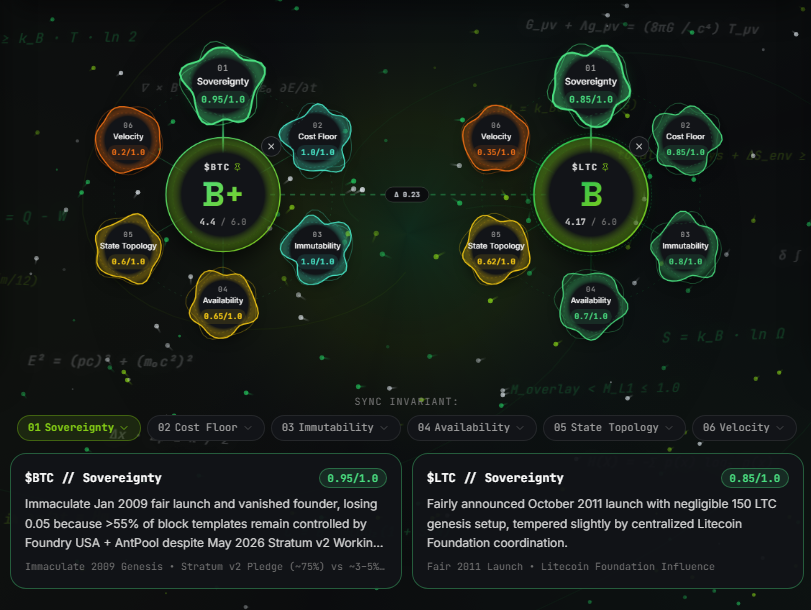 ≥ k_B · T · ln 2
G_μν + Λg_μν = (8πG / c⁴) T_μν
01
Sovereignty
0.95/1.0
01
Sovereignty
0.85/1.0
∇ × B
∂E/∂t
06
Velocity
0.2/1.0
02
Cost Floor
1.0/1.0
06
Velocity
0.35/1.0
02
Cost Floor
0.85/1.0
$BTC
B+
4.4 / 6.0
Δ 0.23
$LTC
B
4.17 / 6.0
= Q - W
05
State Topology
0.6/1.0
03
Immutability
1.0/1.0
05
State Topology
0.62/1.0
03
Immutability
0.8/1.0
δ ∫
04
Availability
0.65/1.0
04
Availability
0.7/1.0
S = k_B · ln Ω
E² = (pc)² + (m₀c²)²
M_overlay < M_L1 ≤ 1.0
SYNC INVARIANT:
01 Sovereignty
02 Cost Floor
03 Immutability
04 Availability
05 State Topology
06 Velocity
$BTC // Sovereignty
0.95/1.0
Immaculate Jan 2009 fair launch and vanished founder, losing
0.05 because >55% of block templates remain controlled by
Foundry USA + AntPool despite May 2026 Stratum v2 Workin...
Immaculate 2009 Genesis • Stratum v2 Pledge (~75%) vs ~3-5%…
$LTC // Sovereignty
0.85/1.0
Fairly announced October 2011 launch with negligible 150 LTC
genesis setup, tempered slightly by centralized Litecoin
Foundation coordination.
Fair 2011 Launch • Litecoin Foundation Influence